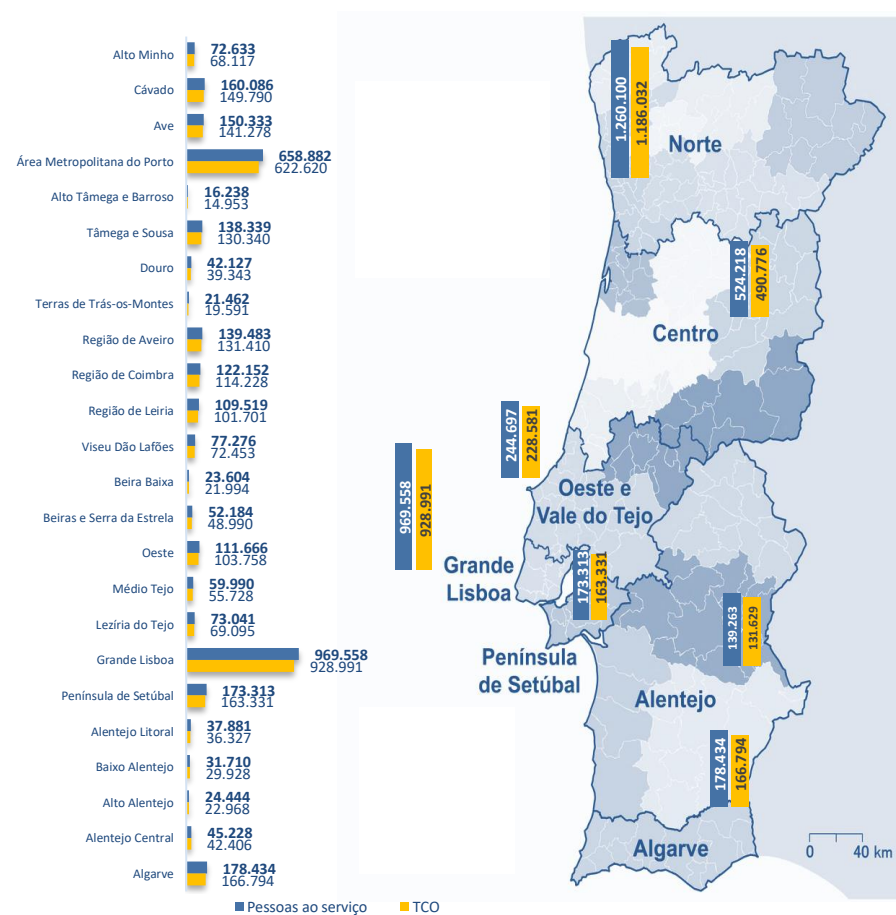 Alto Minho
72.633
68.117
Cávado
160.086
149.790
Ave
150.333
141.278
Área Metropolitana do Porto
658.882
622.620
Alto Tâmega e Barroso
16.238
14.953
Tâmega e Sousa
138.339
130.340
Douro
42.127
39.343
Terras de Trás-os-Montes
21.462
19.591
Região de Aveiro
139.483
131.410
Região de Coimbra
122.152
114.228
Região de Leiria
109.519
101.701
Viseu Dão Lafões
77.276
72.453
Beira Baixa
23.604
21.994
Beiras e Serra da Estrela
52.184
48.990
Oeste
111.666
103.758
Médio Tejo
59.990
55.728
Lezíria do Tejo
73.041
69.095
Grande Lisboa
969.558
928.991
Península de Setúbal
173.313
163.331
Alentejo Litoral
37.881
36.327
Baixo Alentejo
31.710
29.928
Alto Alentejo
24.444
22.968
Alentejo Central
45.228
42.406
Algarve
178.434
166.794
Pessoas ao serviço
TCO
1.260.100
1.186.032
Norte
524.218
490.776
Centro
244.697
228.581
Oeste e
Vale do Tejo
969.558
928.991
Grande
Lisboa
173.313
163.331
Península
de Setúbal
139.263
131.629
Alentejo
178.434
166.794
Algarve
0
40 km